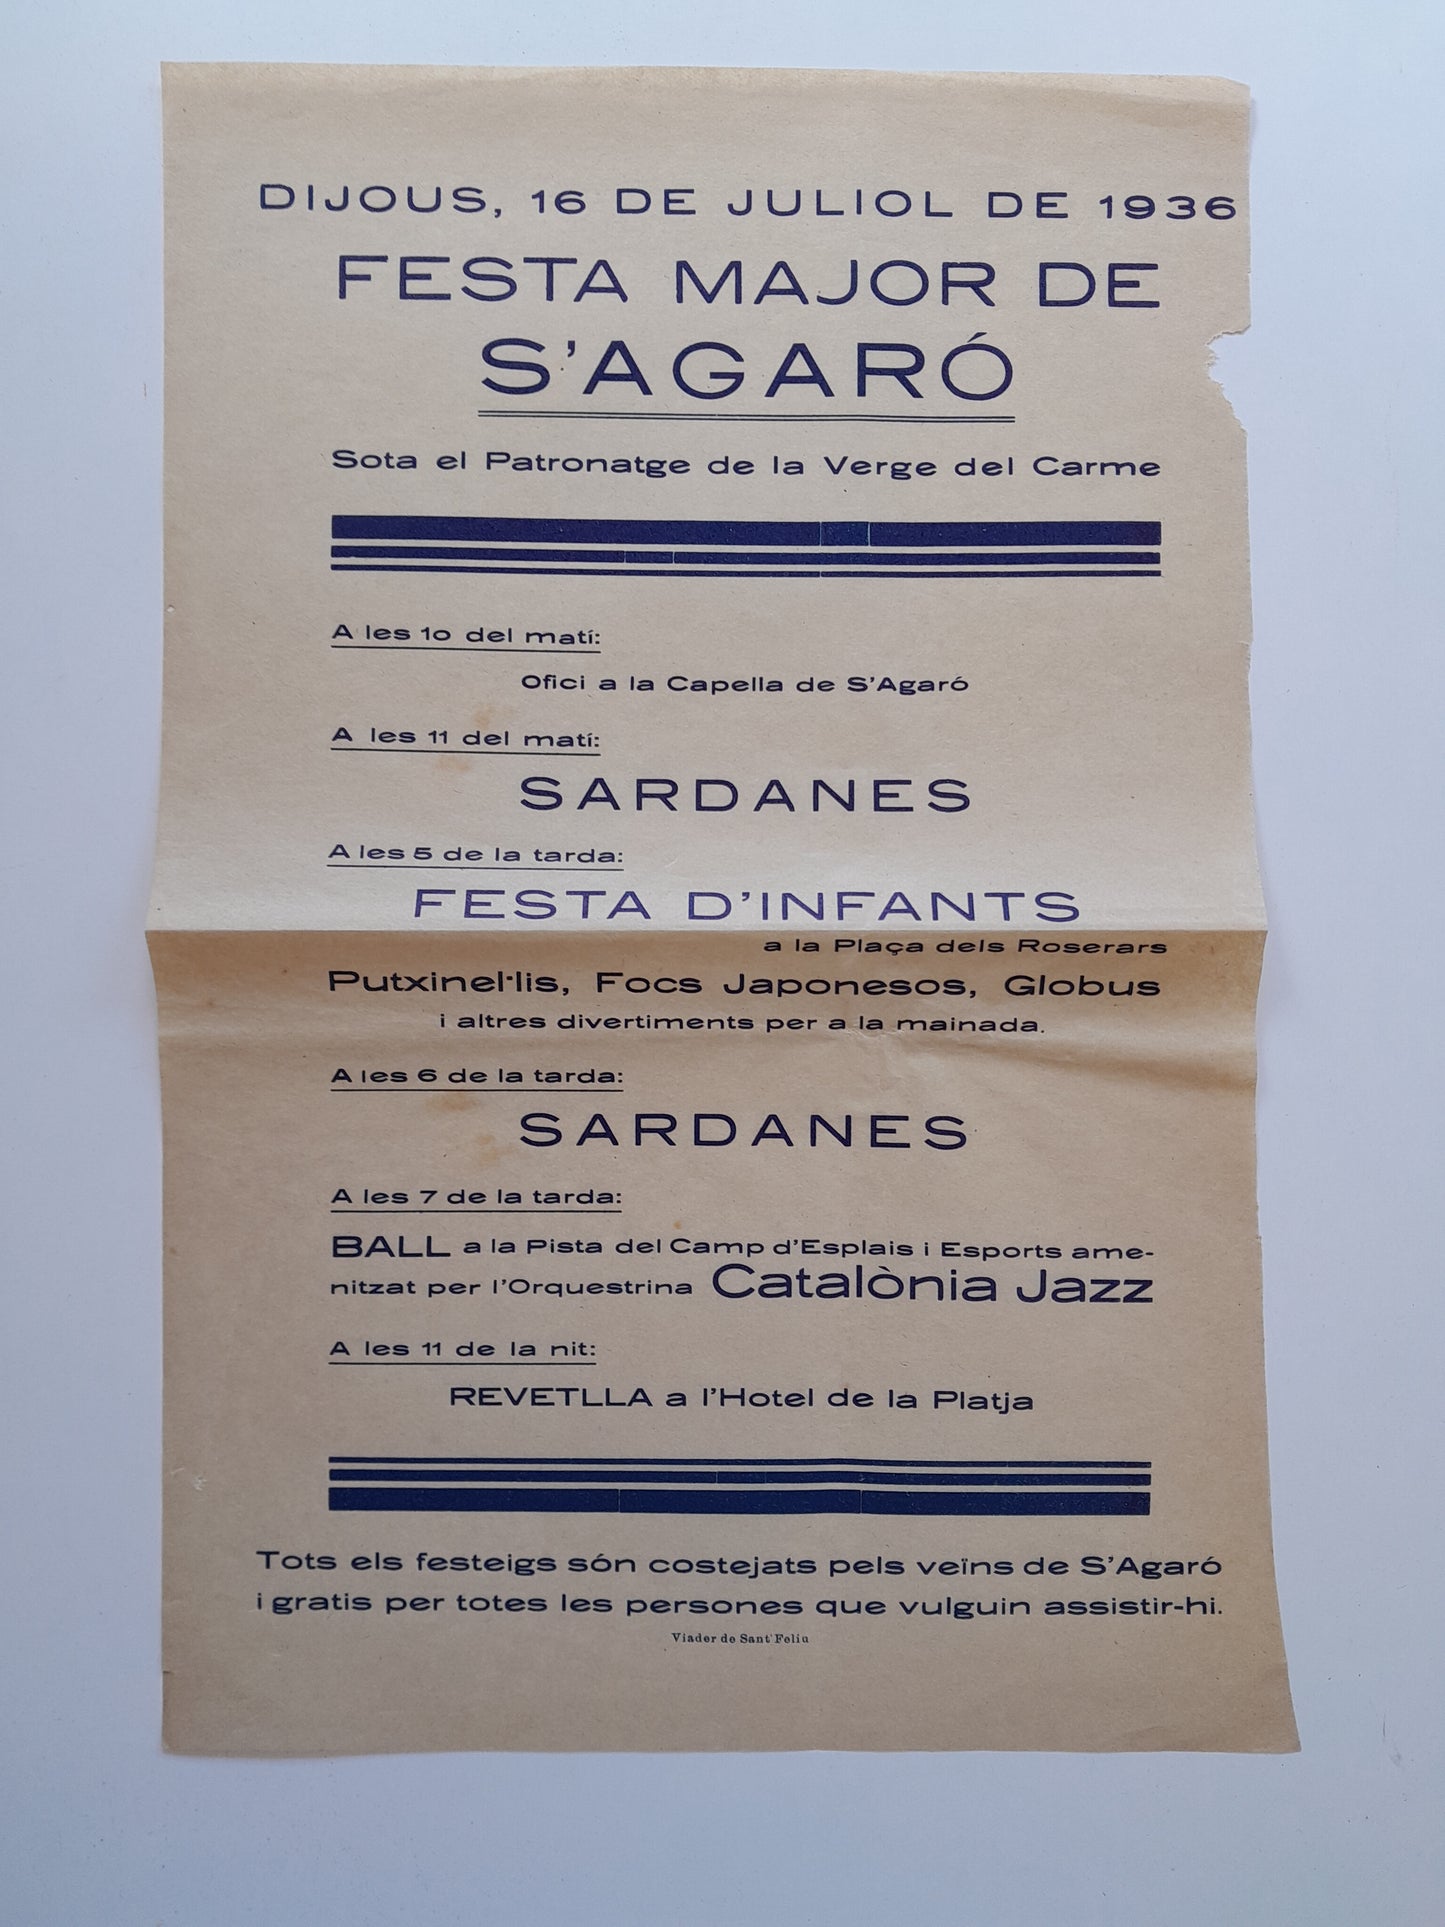 DIJOUS, 16 DE JULIOL DE 1936
FESTA MAJOR DE
S'AGARÓ
Sota el Patronatge de la Verge del Carme
A les 10 del matí:
Ofici a la Capella de S'Agaró
A les 11 del matí:
SARDANES
A les 5 de la tarda:
FESTA D'INFANTS
a la Plaça dels Roserars
Putxinel·lis, Focs Japonesos, Globus
i altres divertiments per a la mainada.
A les 6 de la tarda:
SARDANES
A les 7 de la tarda:
BALL a la Pista del Camp d'Esplais i Esports ame-
nitzat per l'Orquestrina Catalònia Jazz
A les 11 de la nit:
REVETLLA a l'Hotel de la Platja
Tots els festeigs són costejats pels veïns de S'Agaró
i gratis per totes les persones que vulguin assistir-hi.
Viader de Sant Feliu